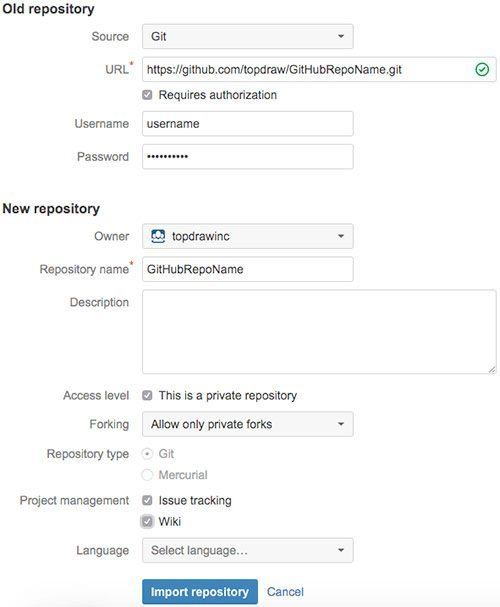 Old repository
Source Git
URL* https://github.com/topdraw/GitHubRepoName.git
Requires authorization
Username username
Password ••••••••••
New repository
Owner topdrawinc
Repository name* GitHubRepoName
Description
Access level This is a private repository
Forking Allow only private forks
Repository type Git
Mercurial
Project management Issue tracking
Wiki
Language Select language...
Import repository Cancel